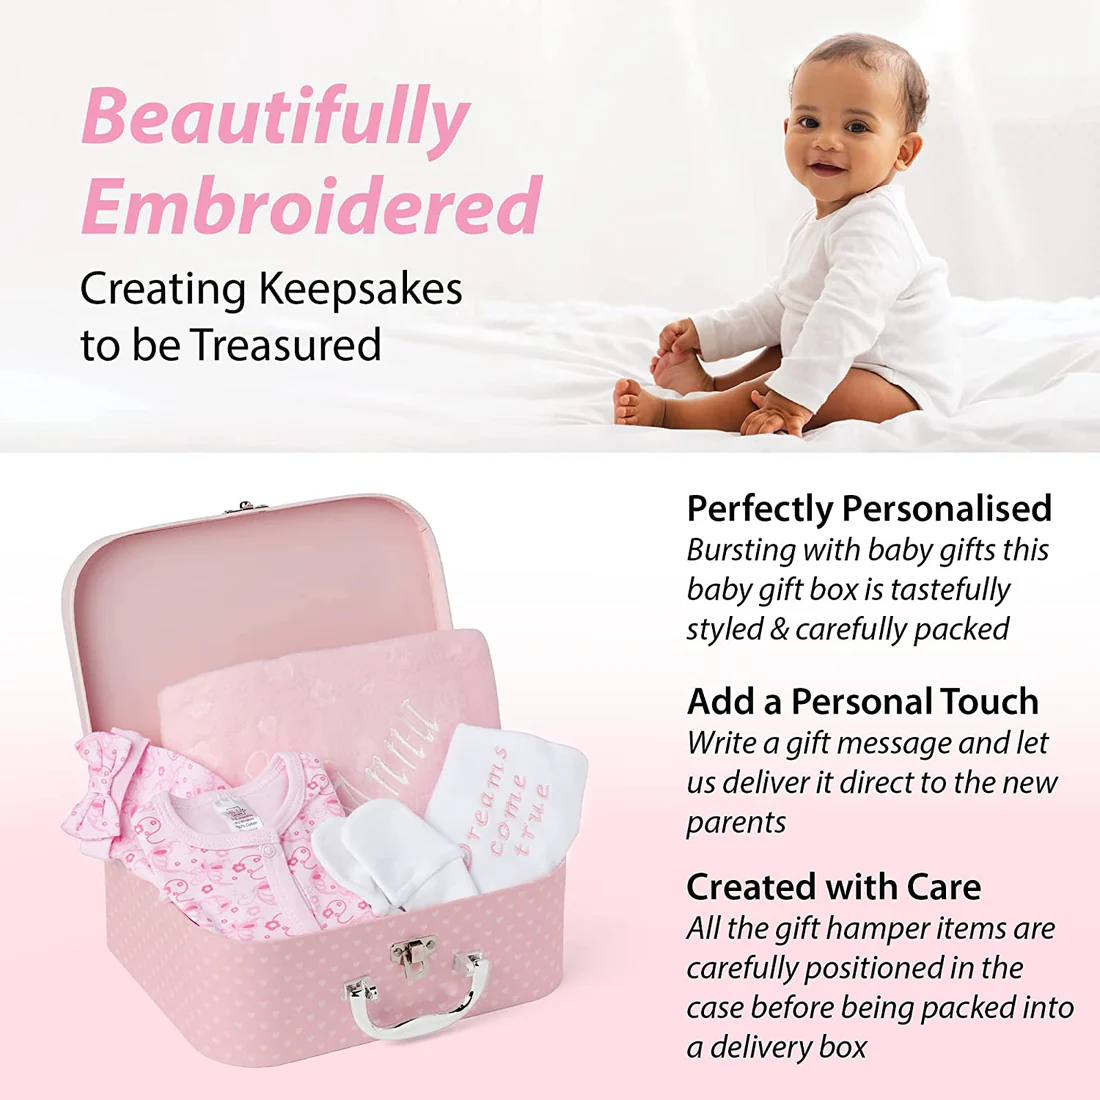 Beautifully
Embroidered
Creating Keepsakes
to be Treasured
Perfectly Personalised
Bursting with baby gifts this
baby gift box is tastefully
styled & carefully packed
Add a Personal Touch
Write a gift message and let
us deliver it direct to the new
parents
Created with Care
All the gift hamper items are
carefully positioned in the
case before being packed into
a delivery box
Dreams
come
true